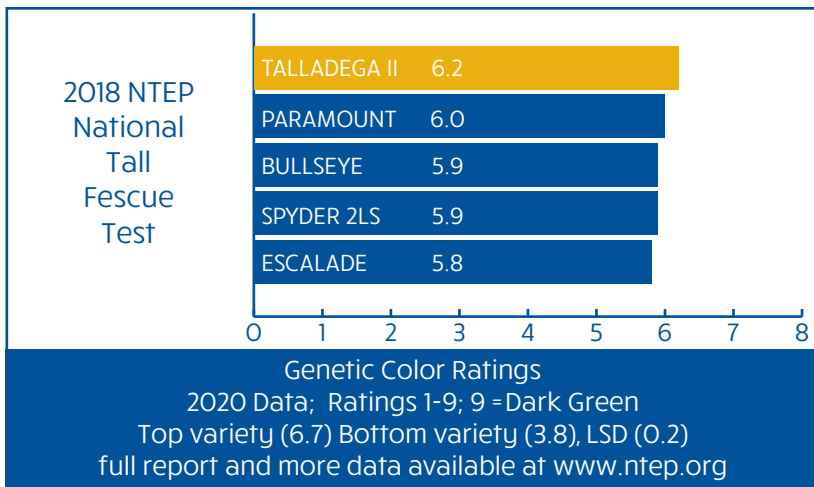 2018 NTEP
National
Tall
Fescue
Test
TALLADEGA II 6.2
PARAMOUNT 6.0
BULLSEYE 5.9
SPYDER 2LS 5.9
ESCALADE 5.8
0 1 2 3 4 5 6 7 8
Genetic Color Ratings
2020 Data; Ratings 1-9; 9 = Dark Green
Top variety (6.7) Bottom variety (3.8), LSD (0.2)
full report and more data available at www.ntep.org